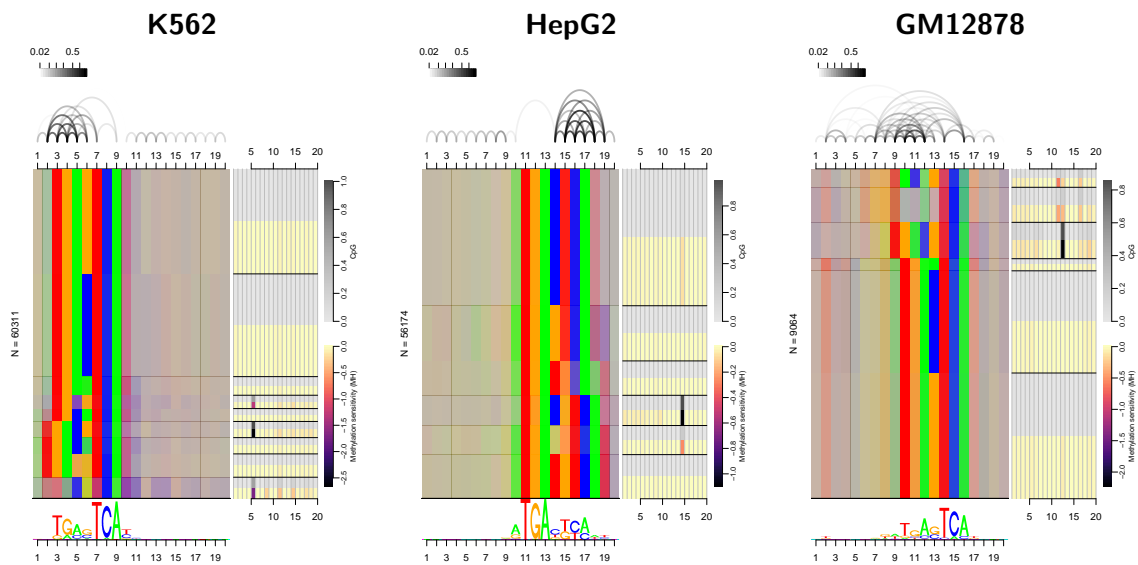 K562 HepG2 GM12878
0.02 0.5 0.02 0.5 0.02 0.5
1 3 5 7 9 11 13 15 17 19 5 15 20
1 3 5 7 9 11 13 15 17 19 5 15 20
1 3 5 7 9 11 13 15 17 19 5 10 15 20
N = 60311
0.0 0.2 0.4 0.6 0.8 1.0
CpG
−2.5 −2.0 −1.5 −1.0 −0.5 0.0
Methylation sensitivity (MH)
N = 56174
0.0 0.2 0.4 0.6 0.8
CpG
−1.0 −0.8 −0.6 −0.4 −0.2 0.0
Methylation sensitivity (MH)
N = 9064
0.0 0.2 0.4 0.6 0.8
CpG
−2.0 −1.5 −1.0 −0.5 0.0
Methylation sensitivity (MH)
5 15 20 5 15 20 5 10 15 20
TGA TCA
TGA TCA
T AC TCA
1 3 5 7 9 11 13 15 17 19
1 3 5 7 9 11 13 15 17 19
1 3 5 7 9 11 13 15 17 19